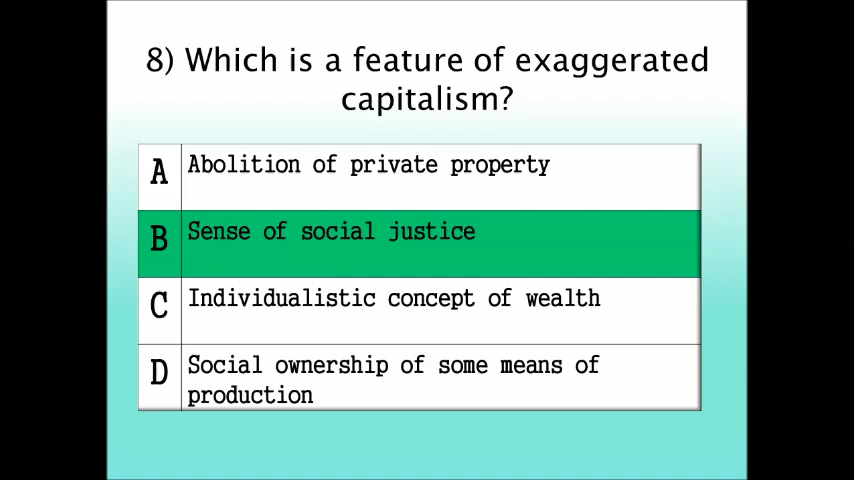 8) Which is a feature of exaggerated
capitalism?
A Abolition of private property
B Sense of social justice
C Individualistic concept of wealth
D Social ownership of some means of
production